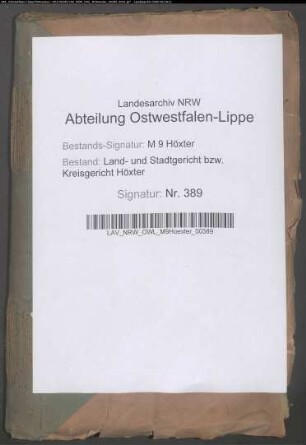 Landesarchiv NRW
Abteilung Ostwestfalen-Lippe
Bestands-Signatur: M 9 Höxter
Bestand: Land- und Stadtgericht bzw.
Kreisgericht Höxter
Signatur: Nr. 389
LAV_NRW_OWL_M9Hoexter_00389